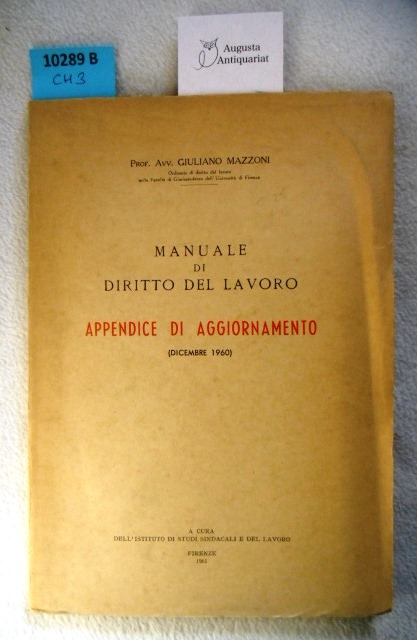 10289 B
CH 3
Augusta
Antiquariat
PROF. AVV. GIULIANO MAZZONI
Ordinario di diritto del lavoro
nella Facoltà di Giurisprudenza dell'Università di Firenze
MANUALE
DI
DIRITTO DEL LAVORO
APPENDICE DI AGGIORNAMENTO
(DICEMBRE 1960)
A CURA
DELL'ISTITUTO DI STUDI SINDACALI E DEL LAVORO
FIRENZE
1961